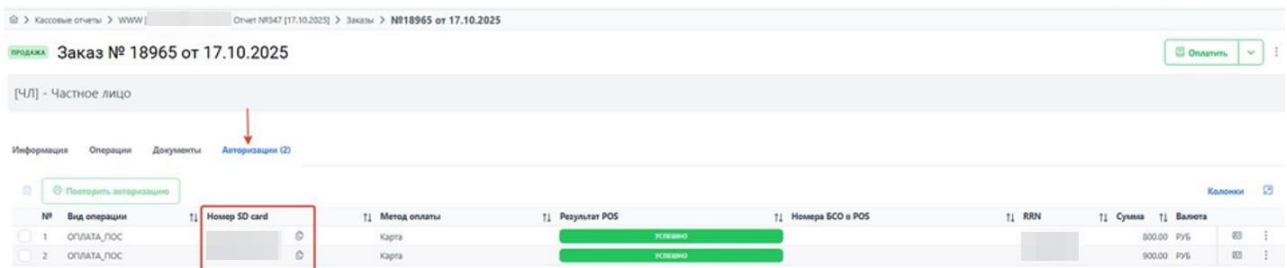 Кассовые отчеты > WWW [ Отчет №347 [17.10.2025] > Заказы > №18965 от 17.10.2025
ПРОДАЖА Заказ № 18965 от 17.10.2025 Оплатить
[ЧЛ] - Частное лицо
Информация Операции Документы Авторизации (2)
Повторить авторизацию Колонки
№ Вид операции Номер SD card Метод оплаты Результат POS Номера БСО в POS RRN Сумма Валюта
1 ОПЛАТА_ПОС Карта УСПЕШНО 800.00 РУБ
2 ОПЛАТА_ПОС Карта УСПЕШНО 900.00 РУБ